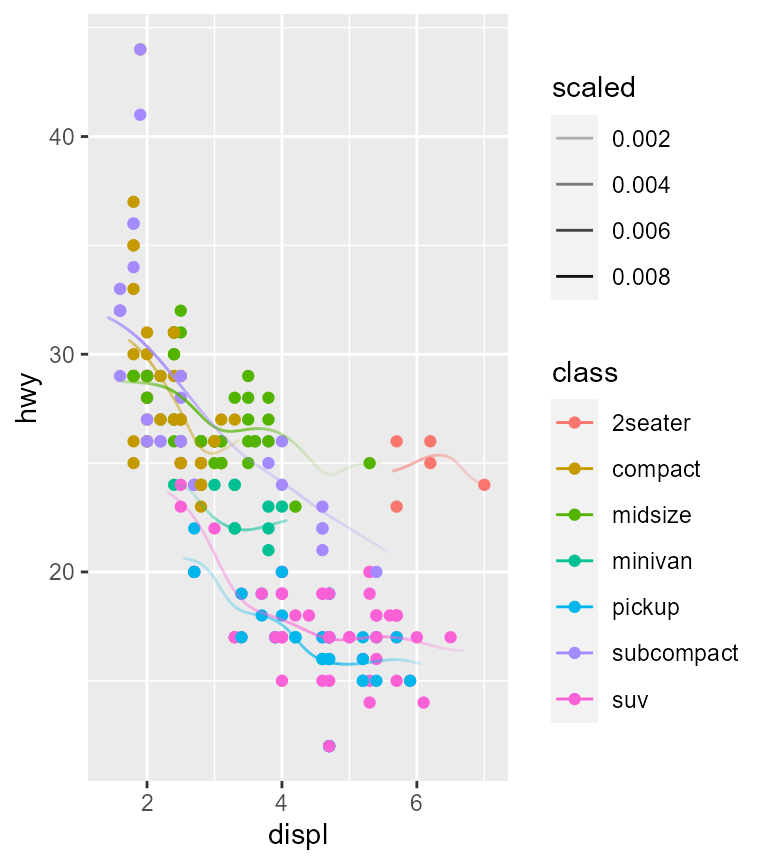 hwy
40
30
20
2
4
6
displ
scaled
0.002
0.004
0.006
0.008
class
2seater
compact
midsize
minivan
pickup
subcompact
suv